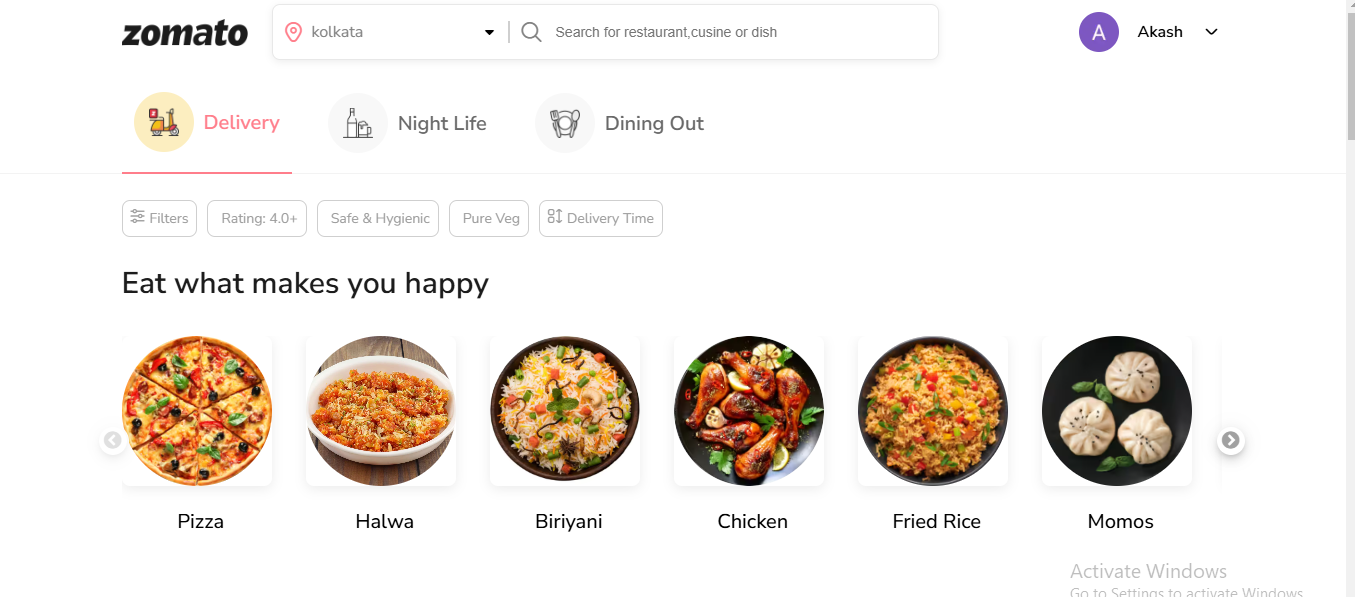 zomato
kolkata
Search for restaurant,cusine or dish
A
Akash
Delivery
Night Life
Dining Out
Filters
Rating: 4.0+
Safe & Hygienic
Pure Veg
Delivery Time
Eat what makes you happy
Pizza
Halwa
Biriyani
Chicken
Fried Rice
Momos
Activate Windows
Go to Settings to activate Windows.